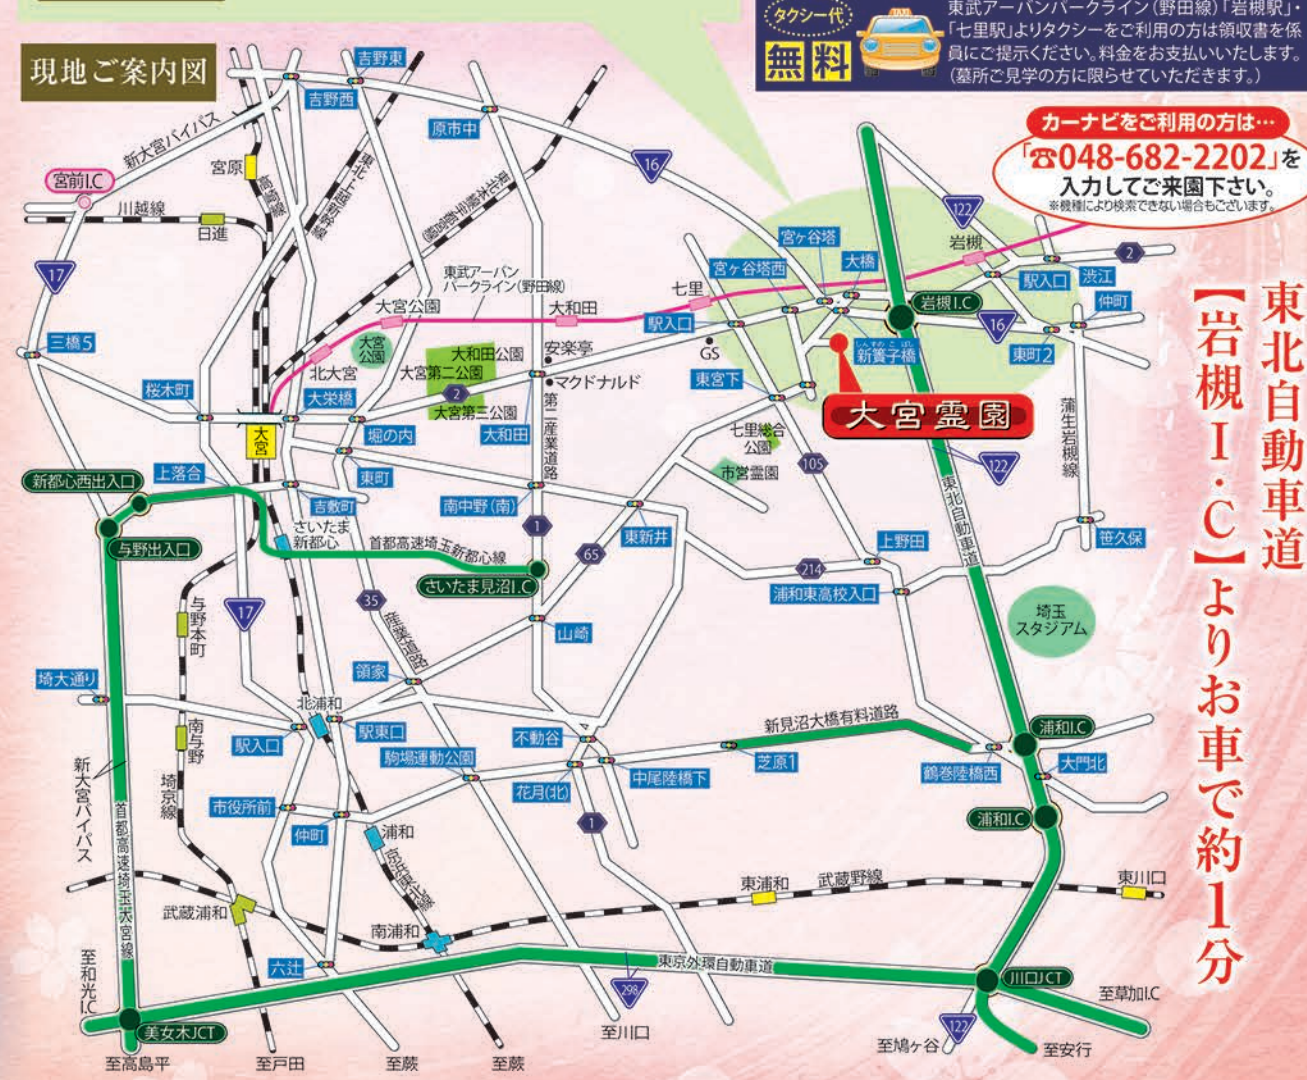 タクシー代
無料
東武アーバンパークライン(野田線)「岩槻駅」・
「七里駅」よりタクシーをご利用の方は領収書を係
員にご提示ください。料金をお支払いいたします。
(墓所ご見学の方に限らせていただきます。)
現地ご案内図
カーナビをご利用の方は…
「☎048-682-2202」を
入力してご来園下さい。
※機種により検索できない場合もございます。
東北自動車道
【岩槻I・C】よりお車で約1分
吉野東
吉野西
原市中
新大宮バイパス
宮原
高崎線
東北上越新幹線
16
宮前I.C
川越線
日進
122
岩槻
宮ヶ谷塔
宮ヶ谷塔西
大橋
2
渋江
駅入口
仲町
17
東武アーバン
パークライン(野田線)
大宮公園
大和田
七里
駅入口
岩槻I.C
16
東町2
三橋5
大宮
公園
北大宮
大和田公園
大宮第二公園
2
大宮第三公園
安楽亭
マクドナルド
GS
しんすのこばし
新簀子橋
東宮下
大宮霊園
桜木町
大栄橋
大宮
堀の内
大和田
第二産業道路
七里総合
公園
市営霊園
105
122
蒲生岩槻線
東北自動車道
新都心西出入口
上落合
東町
吉敷町
南中野(南)
与野出入口
さいたま
新都心
首都高速埼玉新都心線
さいたま見沼I.C
1
65
東新井
上野田
214
浦和東高校入口
笹久保
与野本町
17
35
産業道路
山崎
埼玉
スタジアム
埼大通り
領家
北浦和
駅入口
駅東口
南与野
不動谷
新見沼大橋有料道路
浦和I.C
駒場運動公園
芝原1
鶴巻陸橋西
大門北
新大宮バイパス
埼京線
市役所前
仲町
花月(北)
中尾陸橋下
浦和I.C
1
浦和
京浜東北線
首都高速埼玉大宮線
武蔵浦和
南浦和
東浦和
武蔵野線
東川口
至和光I.C
六辻
東京外環自動車道
298
川口JCT
至草加I.C
美女木JCT
至川口
122
至鳩ヶ谷
至安行
至高島平
至戸田
至蕨
至蕨